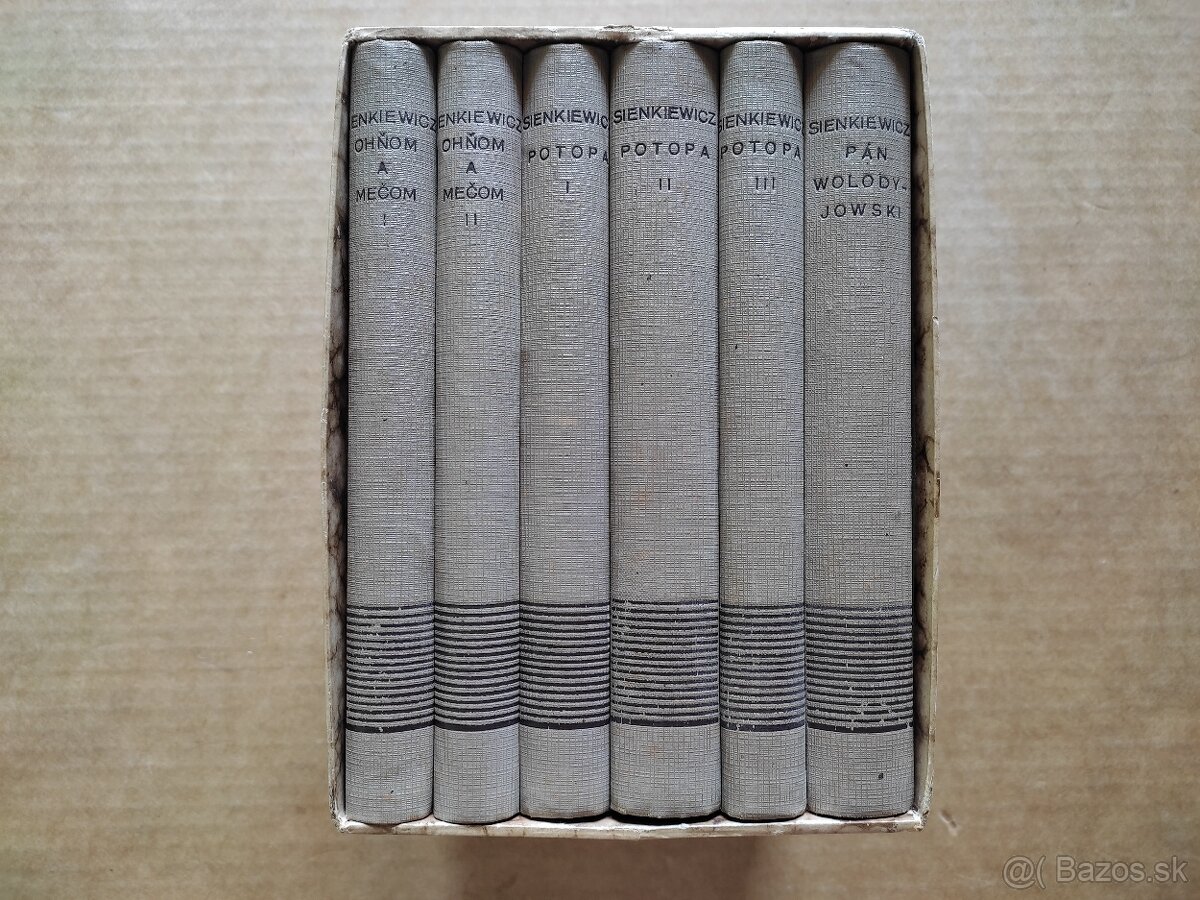 SIENKIEWICZ
OHŇOM
A
MEČOM
I
SIENKIEWICZ
OHŇOM
A
MEČOM
II
SIENKIEWICZ
POTOPA
I
SIENKIEWICZ
POTOPA
II
SIENKIEWICZ
POTOPA
III
SIENKIEWICZ
PÁN
WOLODY-
JOWSKI
@( Bazos.sk